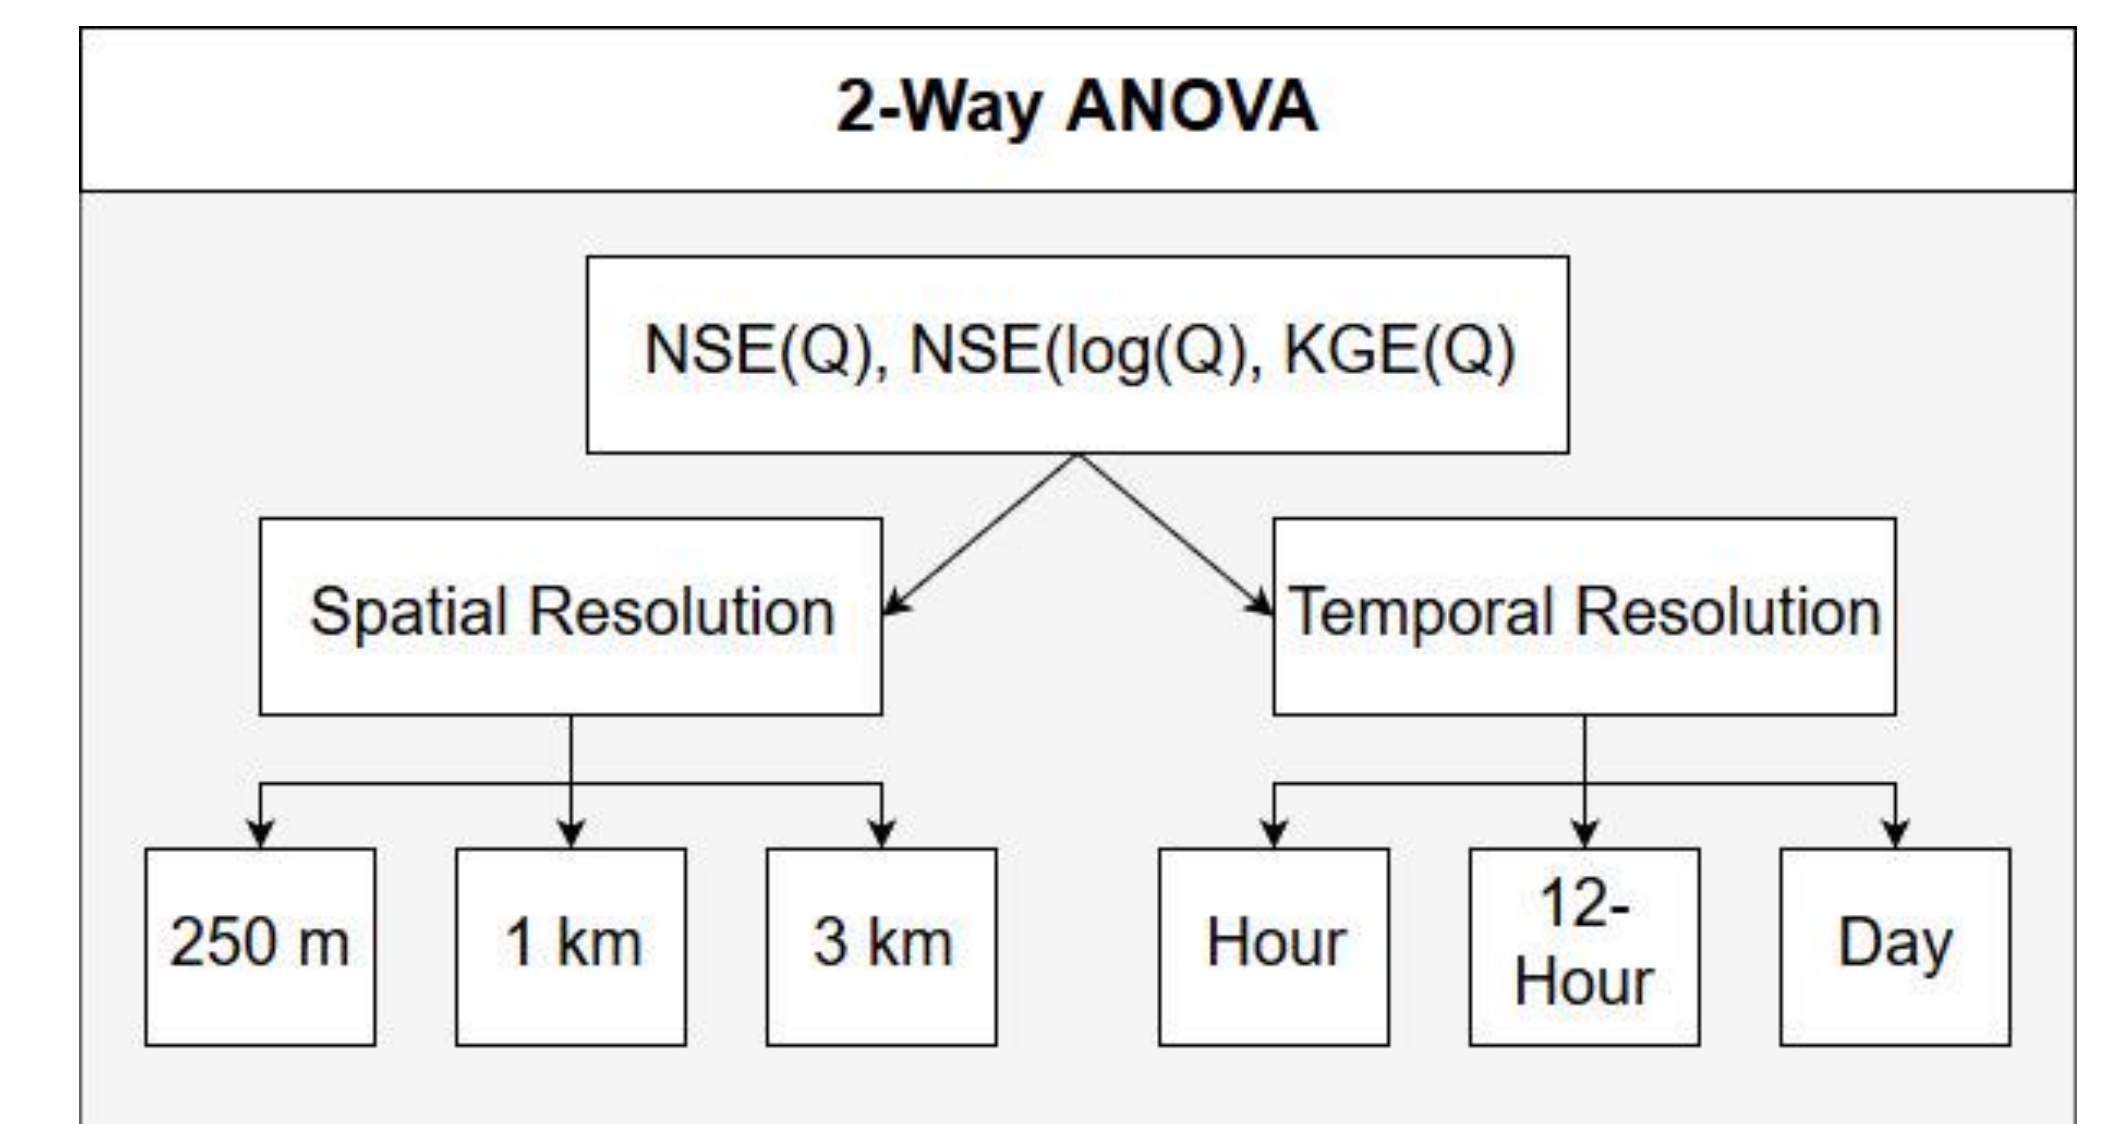 2-Way ANOVA
NSE(Q), NSE(log(Q), KGE(Q)
Spatial Resolution
Temporal Resolution
250 m
1 km
3 km
Hour
12-
Hour
Day